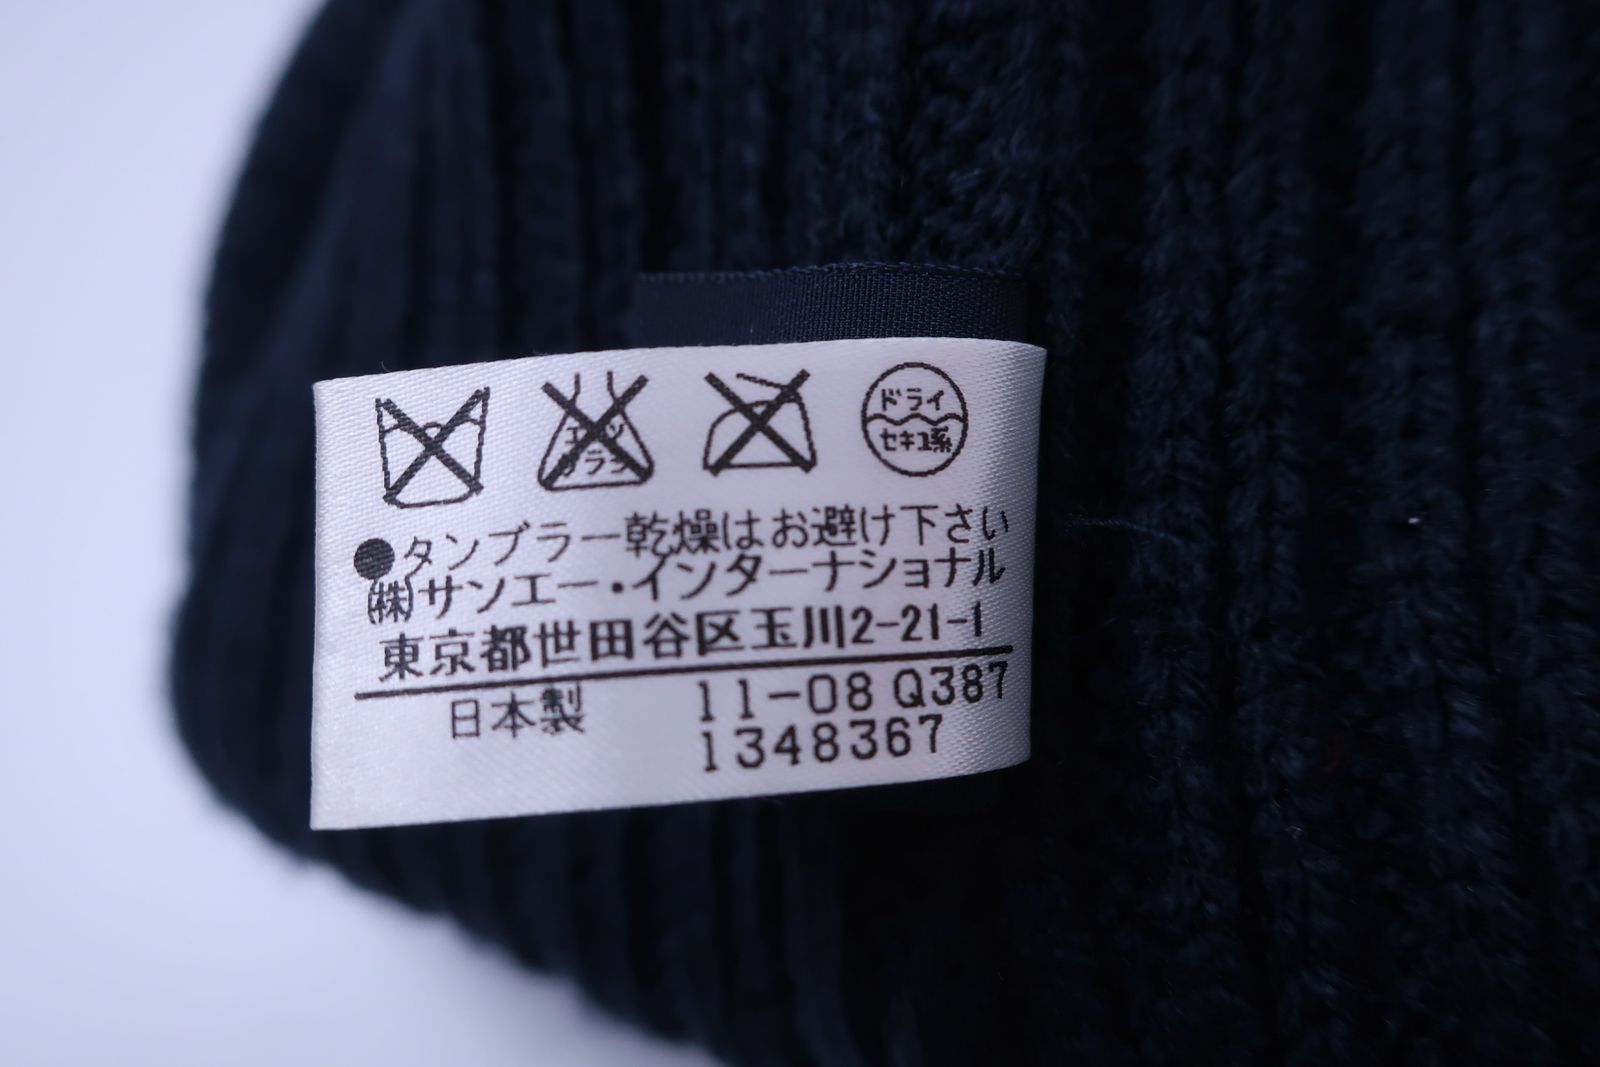 エンソ
サラシ
ドライ
セキユ系
●タンブラー乾燥はお避け下さい
㈱サンエー・インターナショナル
東京都世田谷区玉川2-21-1
日本製 11-08 Q387
1348367